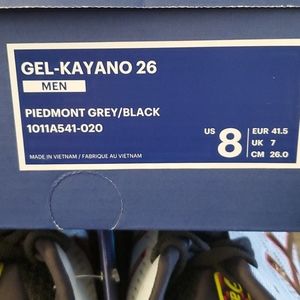 GEL-KAYANO 26
MEN
PIEDMONT GREY/BLACK
1011A541-020
MADE IN VIETNAM / FABRIQUE AU VIETNAM
US 8
EUR 41.5
UK 7
CM 26.0